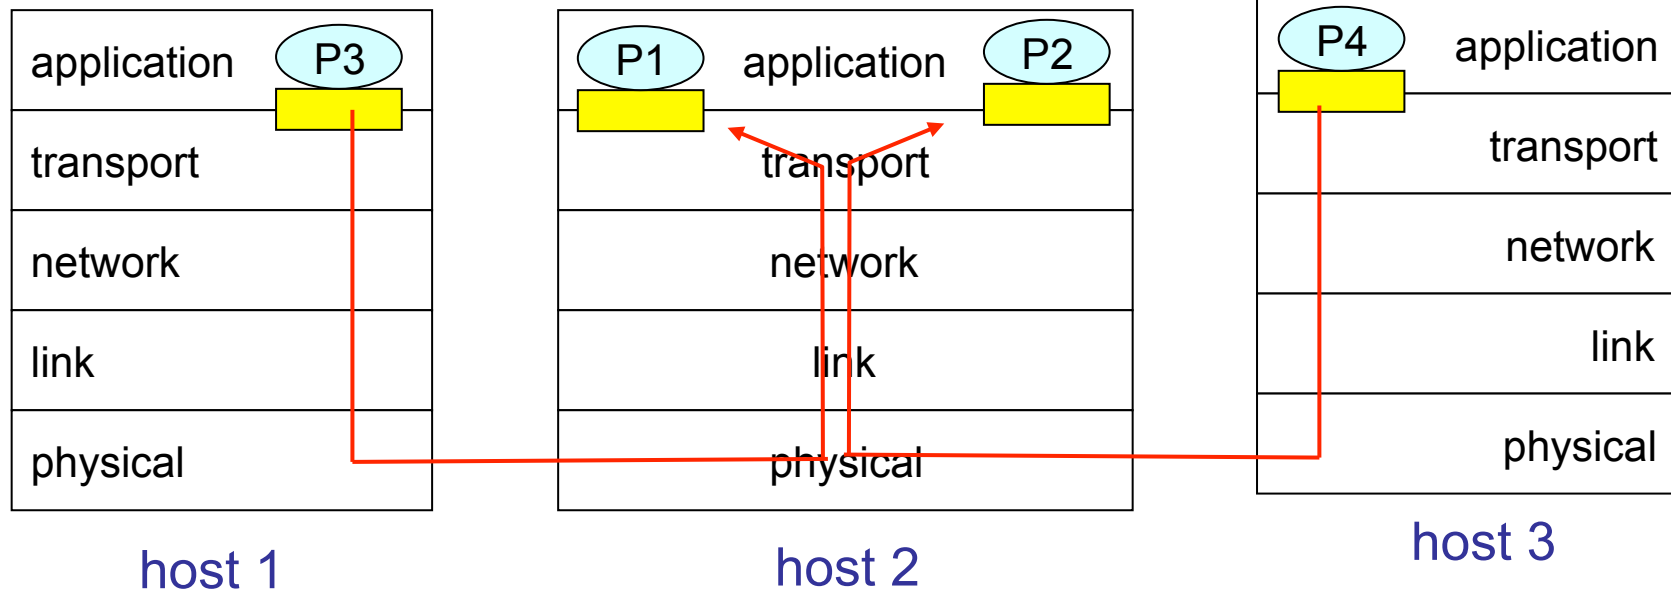 application P3
transport
network
link
physical
host 1
P1 application P2
transport
network
link
physical
host 2
P4 application
transport
network
link
physical
host 3